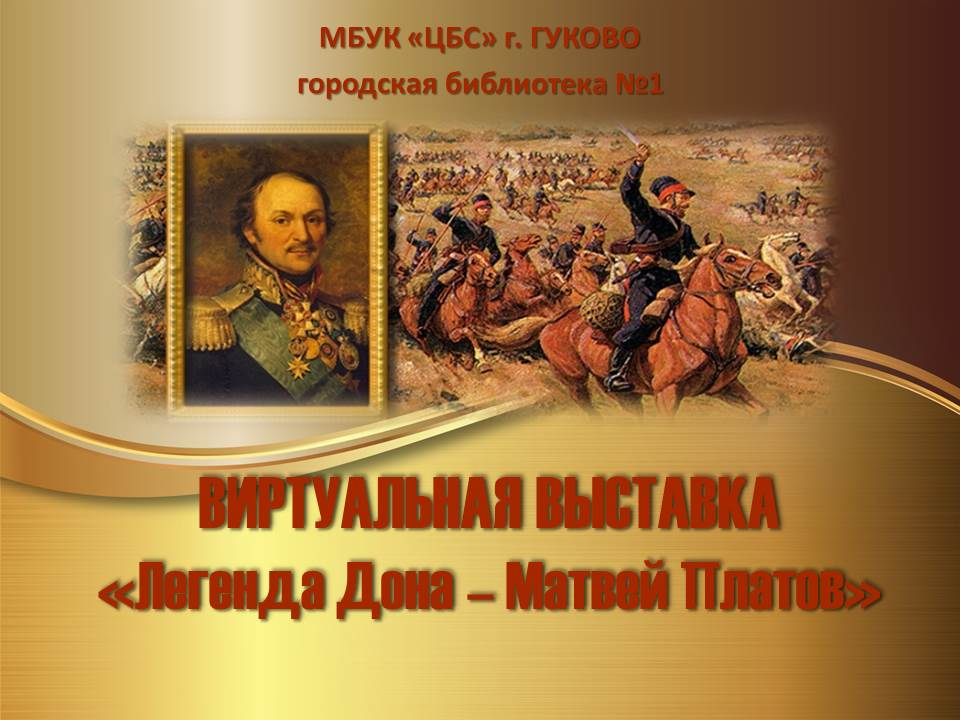 МБУК «ЦБС» г. ГУКОВО
городская библиотека №1
ВИРТУАЛЬНАЯ ВЫСТАВКА
«Легенда Дона – Матвей Платов»